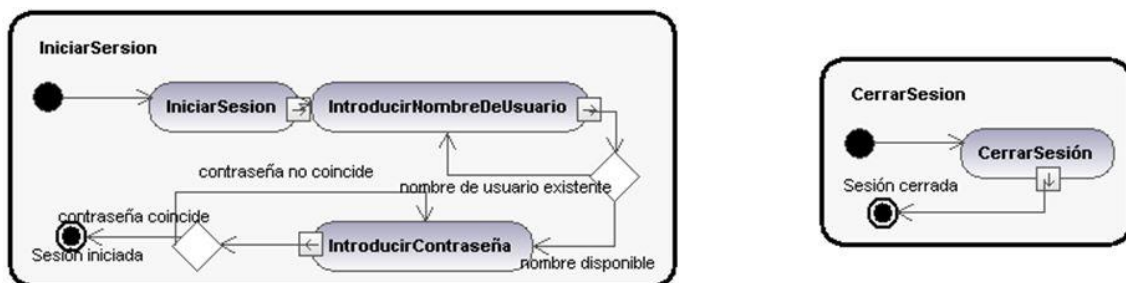 IniciarSersion
IniciarSesion
IntroducirNombreDeUsuario
contraseña no coincide
nombre de usuario existente
contraseña coincide
IntroducirContraseña
Sesion iniciada
nombre disponible
CerrarSesion
CerrarSesión
Sesión cerrada